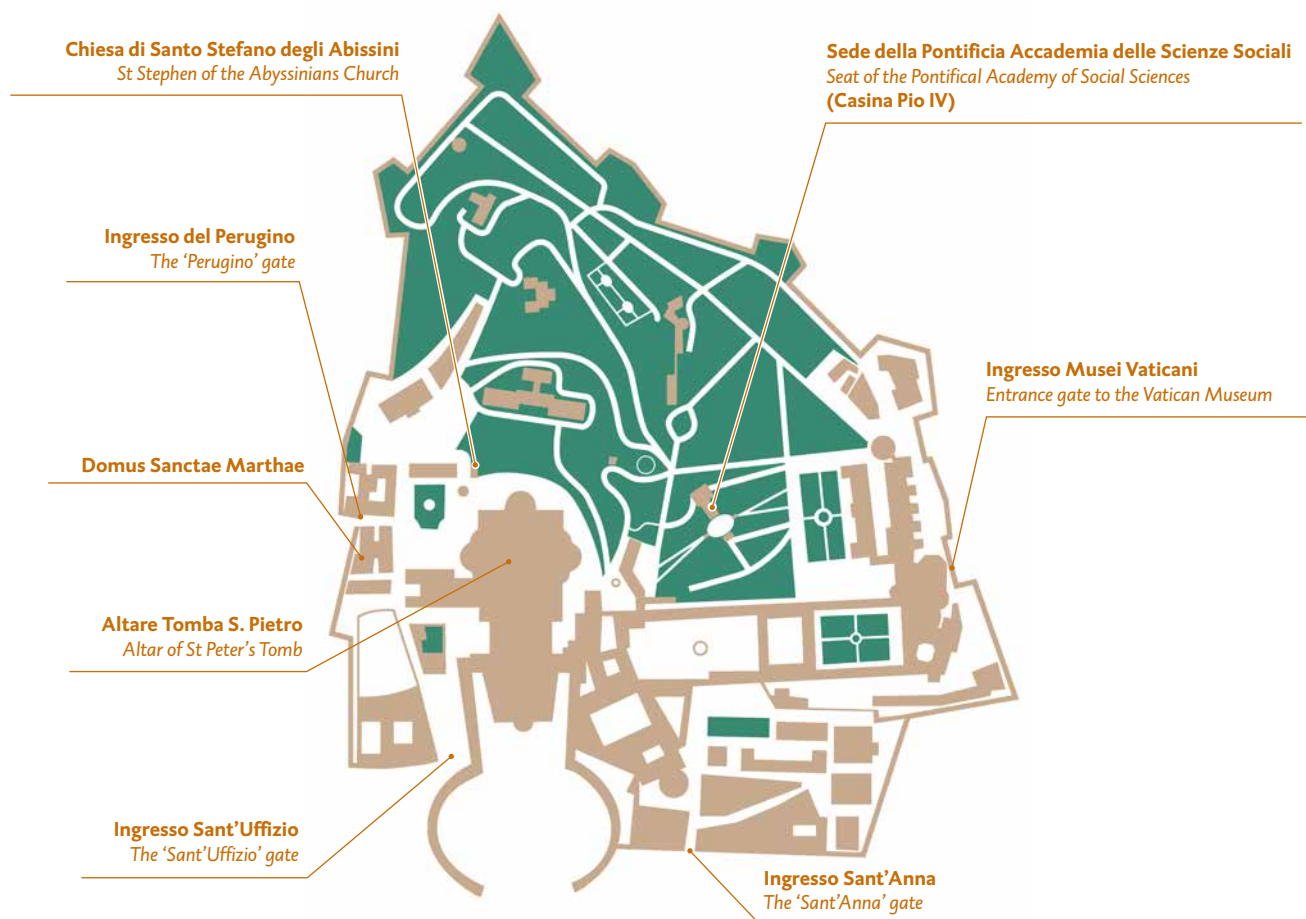 Chiesa di Santo Stefano degli Abissini
St Stephen of the Abyssinians Church
Sede della Pontificia Accademia delle Scienze Sociali
Seat of the Pontifical Academy of Social Sciences
(Casina Pio IV)
Ingresso del Perugino
The ‘Perugino’ gate
Ingresso Musei Vaticani
Entrance gate to the Vatican Museum
Domus Sanctae Marthae
Altare Tomba S. Pietro
Altar of St Peter’s Tomb
Ingresso Sant’Uffizio
The ‘Sant’Uffizio’ gate
Ingresso Sant’Anna
The ‘Sant’Anna’ gate